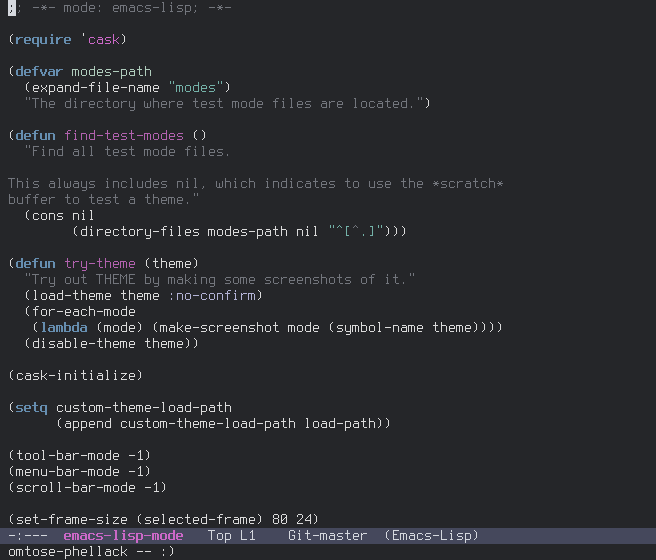 ;; -*- mode: emacs-lisp; -*-

(require 'cask)

(defvar modes-path
  (expand-file-name "modes")
  "The directory where test mode files are located.")

(defun find-test-modes ()
  "Find all test mode files.

This always includes nil, which indicates to use the *scratch*
buffer to test a theme."
  (cons nil
        (directory-files modes-path nil "^[^.]")))

(defun try-theme (theme)
  "Try out THEME by making some screenshots of it."
  (load-theme theme :no-confirm)
  (for-each-mode
   (lambda (mode) (make-screenshot mode (symbol-name theme))))
  (disable-theme theme))

(cask-initialize)

(setq custom-theme-load-path
      (append custom-theme-load-path load-path))

(tool-bar-mode -1)
(menu-bar-mode -1)
(scroll-bar-mode -1)

(set-frame-size (selected-frame) 80 24)
-:---  emacs-lisp-mode   Top L1    Git-master  (Emacs-Lisp)
omtose-phellack -- :)